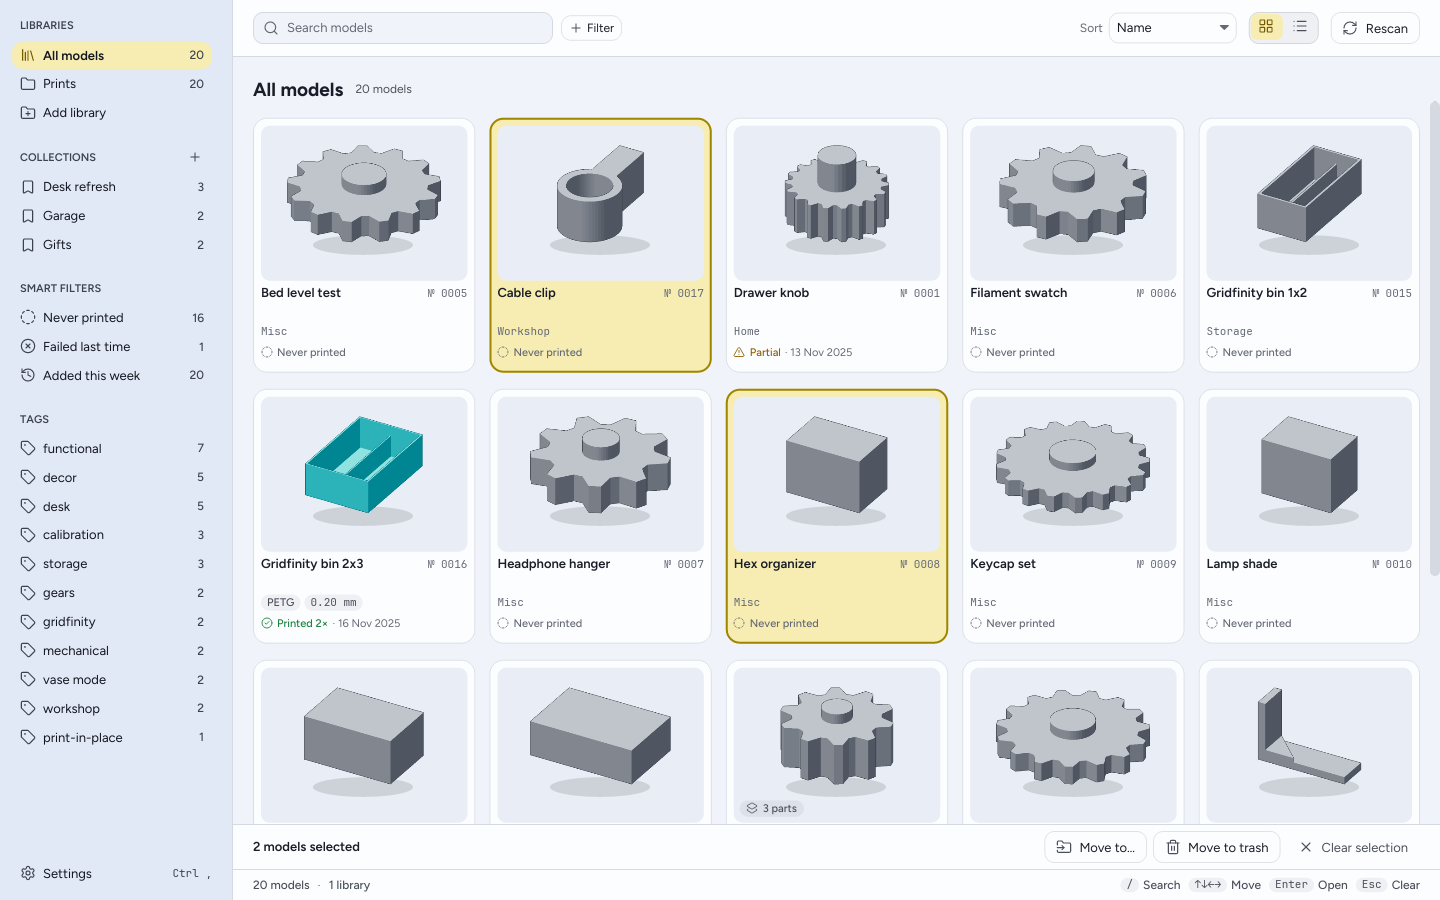 LIBRARIES
All models 20
Prints 20
Add library
COLLECTIONS
Desk refresh 3
Garage 2
Gifts 2
SMART FILTERS
Never printed 16
Failed last time 1
Added this week 20
TAGS
functional 7
decor 5
desk 5
calibration 3
storage 3
gears 2
gridfinity 2
mechanical 2
vase mode 2
workshop 2
print-in-place 1
Settings Ctrl ,
Search models
Filter
Sort Name
Rescan
All models 20 models
Bed level test № 0005
Misc
Never printed
Cable clip № 0017
Workshop
Never printed
Drawer knob № 0001
Home
Partial · 13 Nov 2025
Filament swatch № 0006
Misc
Never printed
Gridfinity bin 1x2 № 0015
Storage
Never printed
Gridfinity bin 2x3 № 0016
PETG 0.20 mm
Printed 2× · 16 Nov 2025
Headphone hanger № 0007
Misc
Never printed
Hex organizer № 0008
Misc
Never printed
Keycap set № 0009
Misc
Never printed
Lamp shade № 0010
Misc
Never printed
3 parts
2 models selected
Move to...
Move to trash
Clear selection
20 models · 1 library
/ Search ↑↓←→ Move Enter Open Esc Clear